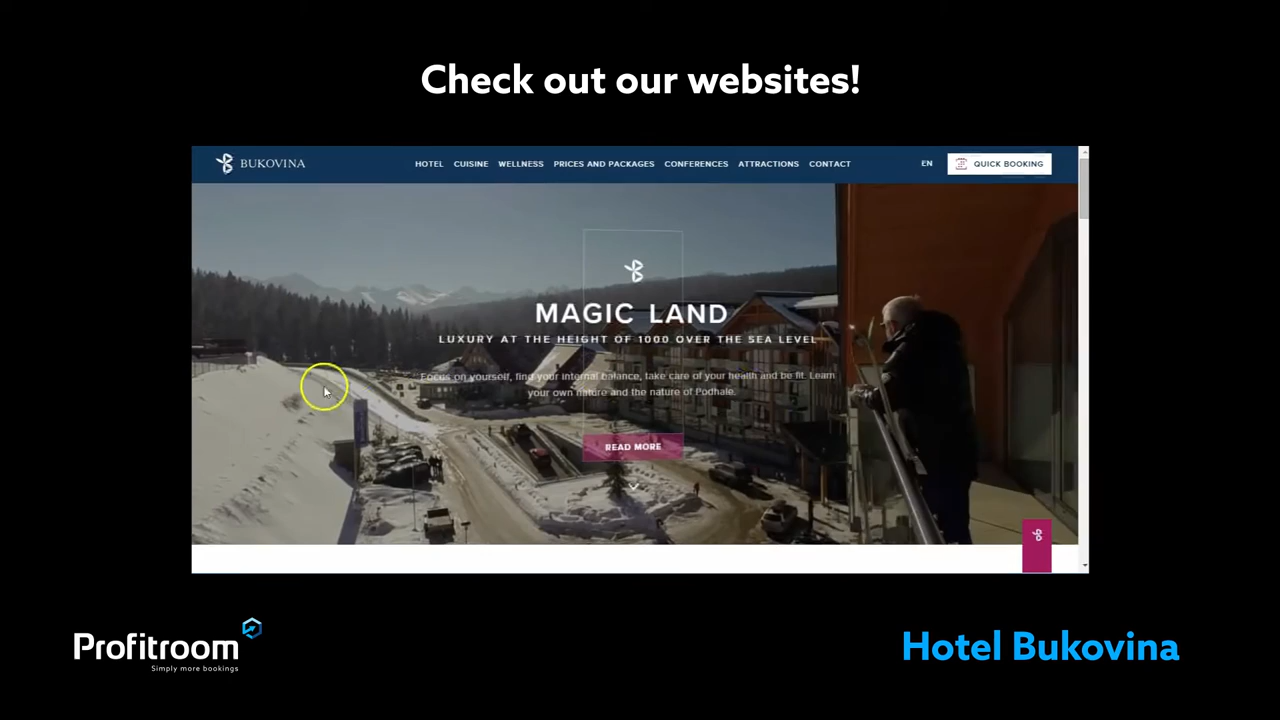 Check out our websites!
BUKOVINA
HOTEL CUISINE WELLNESS PRICES AND PACKAGES CONFERENCES ATTRACTIONS CONTACT
EN
QUICK BOOKING
MAGIC LAND
LUXURY AT THE HEIGHT OF 1000 OVER THE SEA LEVEL
Focus on yourself, find your internal balance, take care of your health and be fit. Learn
your own nature and the nature of Podhale.
READ MORE
Profitroom
Simply more bookings
Hotel Bukovina